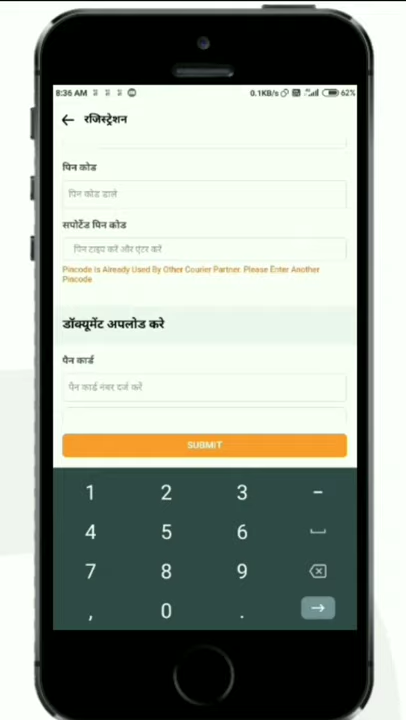 8:36 AM 0.1KB/s 62%
← रजिस्ट्रेशन
पिन कोड
पिन कोड डाले
सपोर्टेड पिन कोड
पिन टाइप करें और एंटर करें
Pincode Is Already Used By Other Courier Partner. Please Enter Another
Pincode
डॉक्यूमेंट अपलोड करे
पैन कार्ड
पैन कार्ड नंबर दर्ज करें
SUBMIT
1 2 3 –
4 5 6
7 8 9
, 0 . →